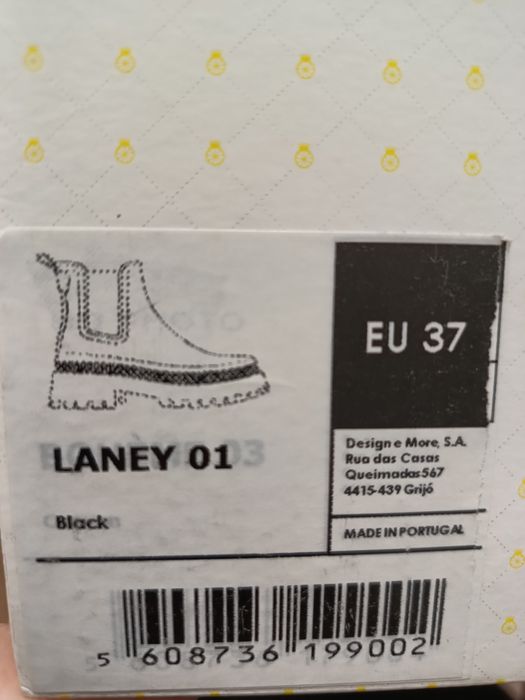 EU 37
LANEY 01
Black
Design e More, S.A.
Rua das Casas
Queimadas 567
4415-439 Grijó
MADE IN PORTUGAL
5 608736 199002